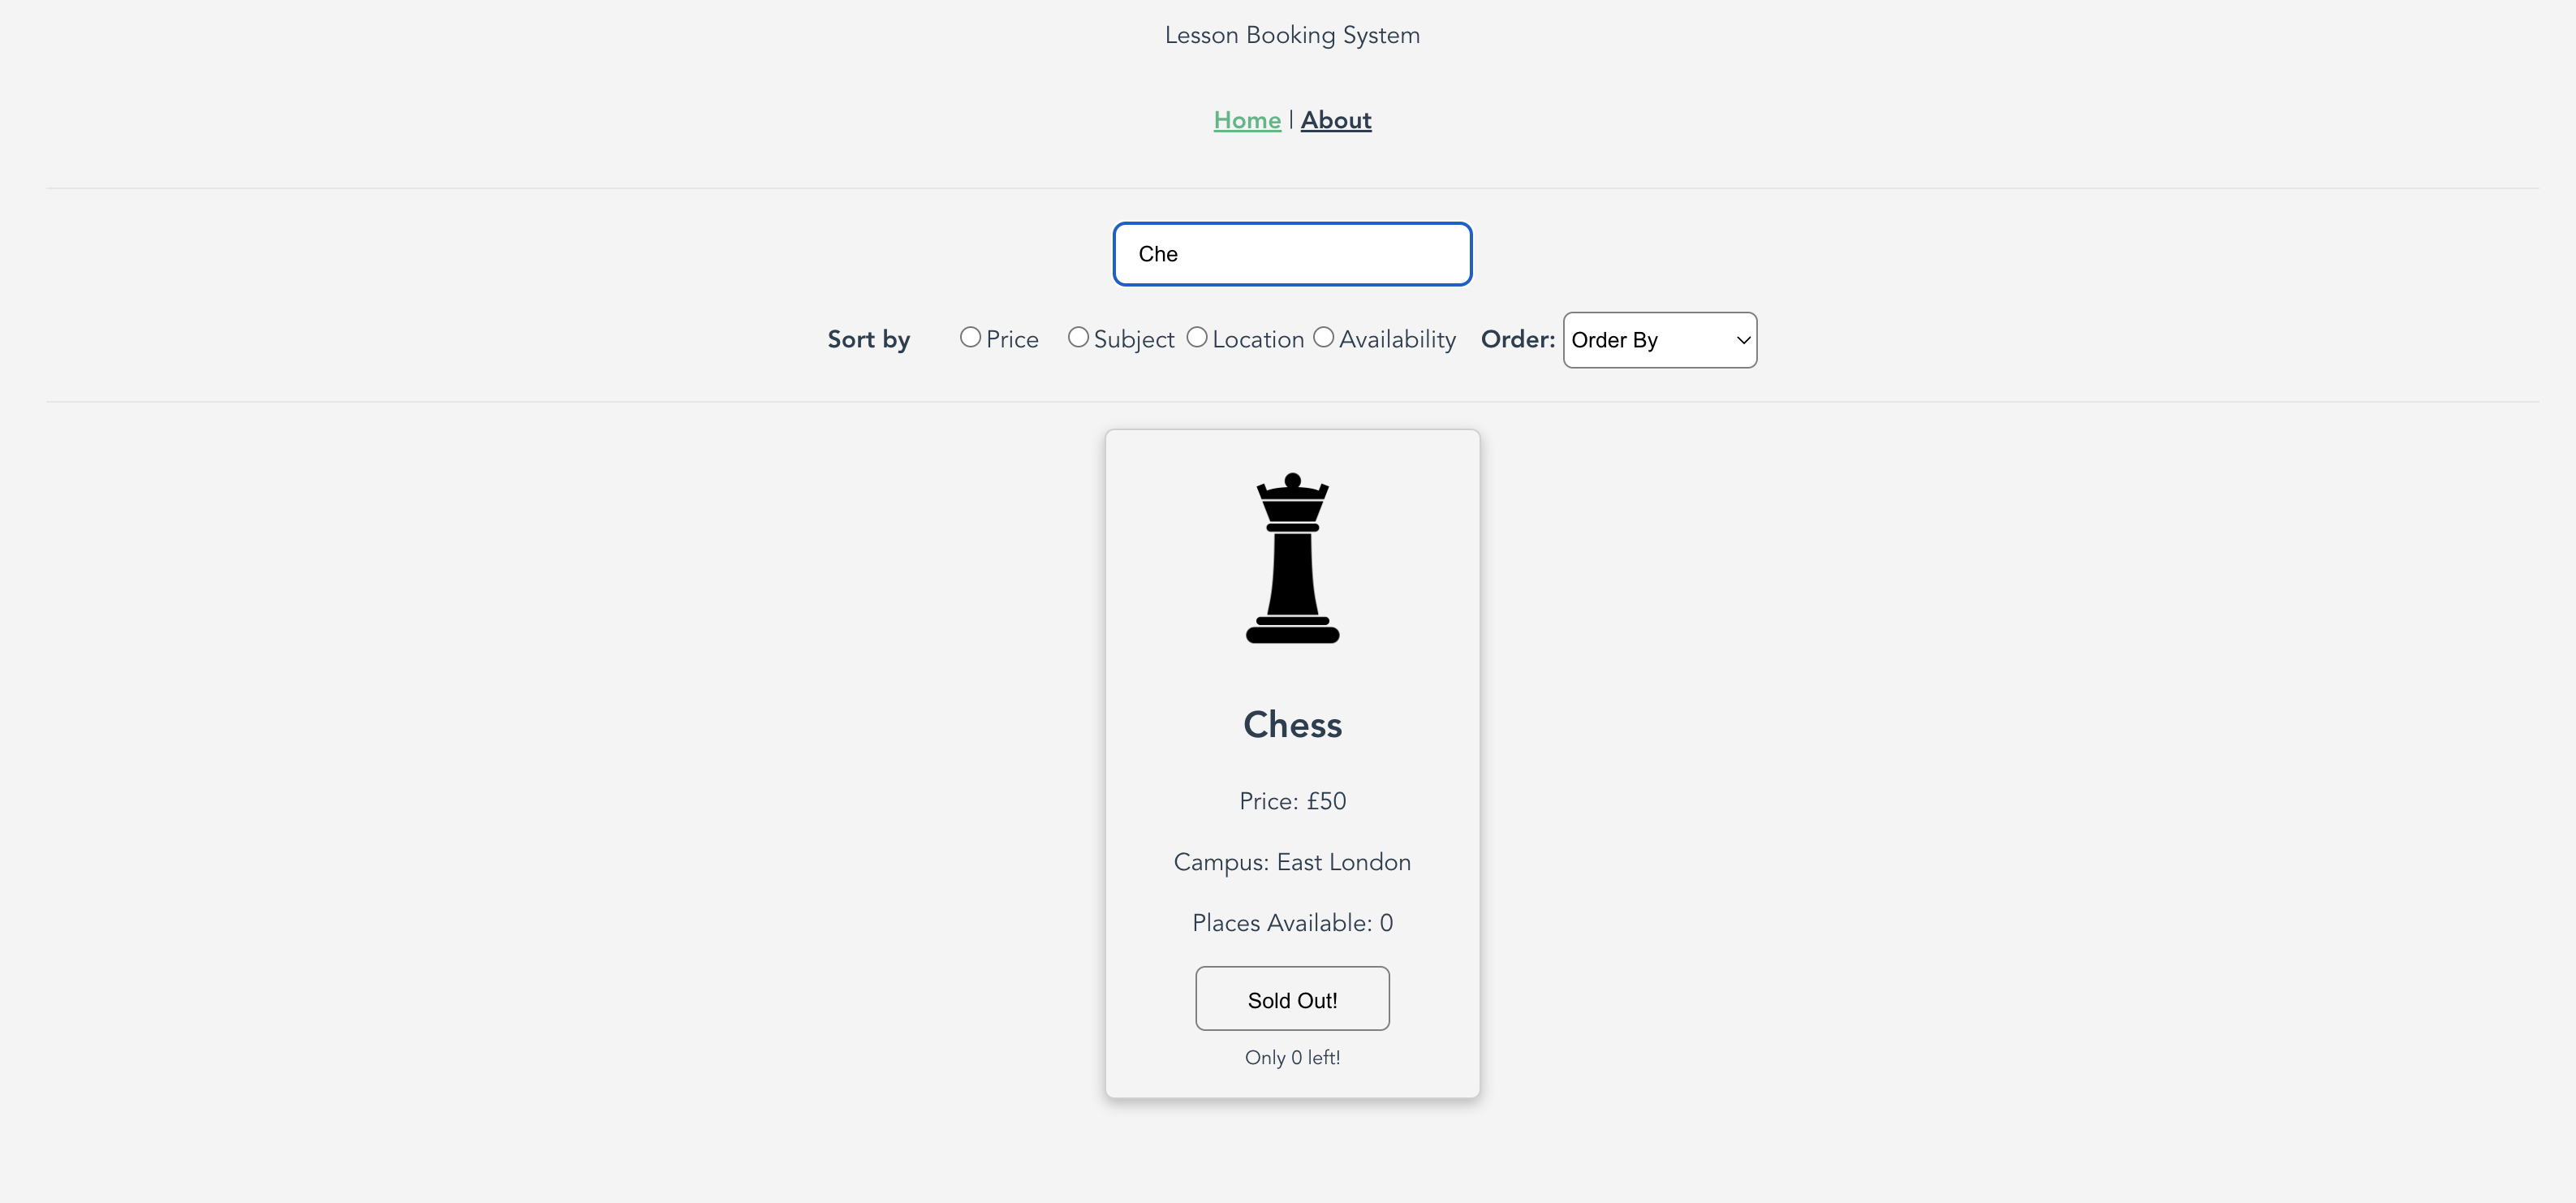 Lesson Booking System
Home | About
Che
Sort by Price Subject Location Availability Order: Order By
Chess
Price: £50
Campus: East London
Places Available: 0
Sold Out!
Only 0 left!